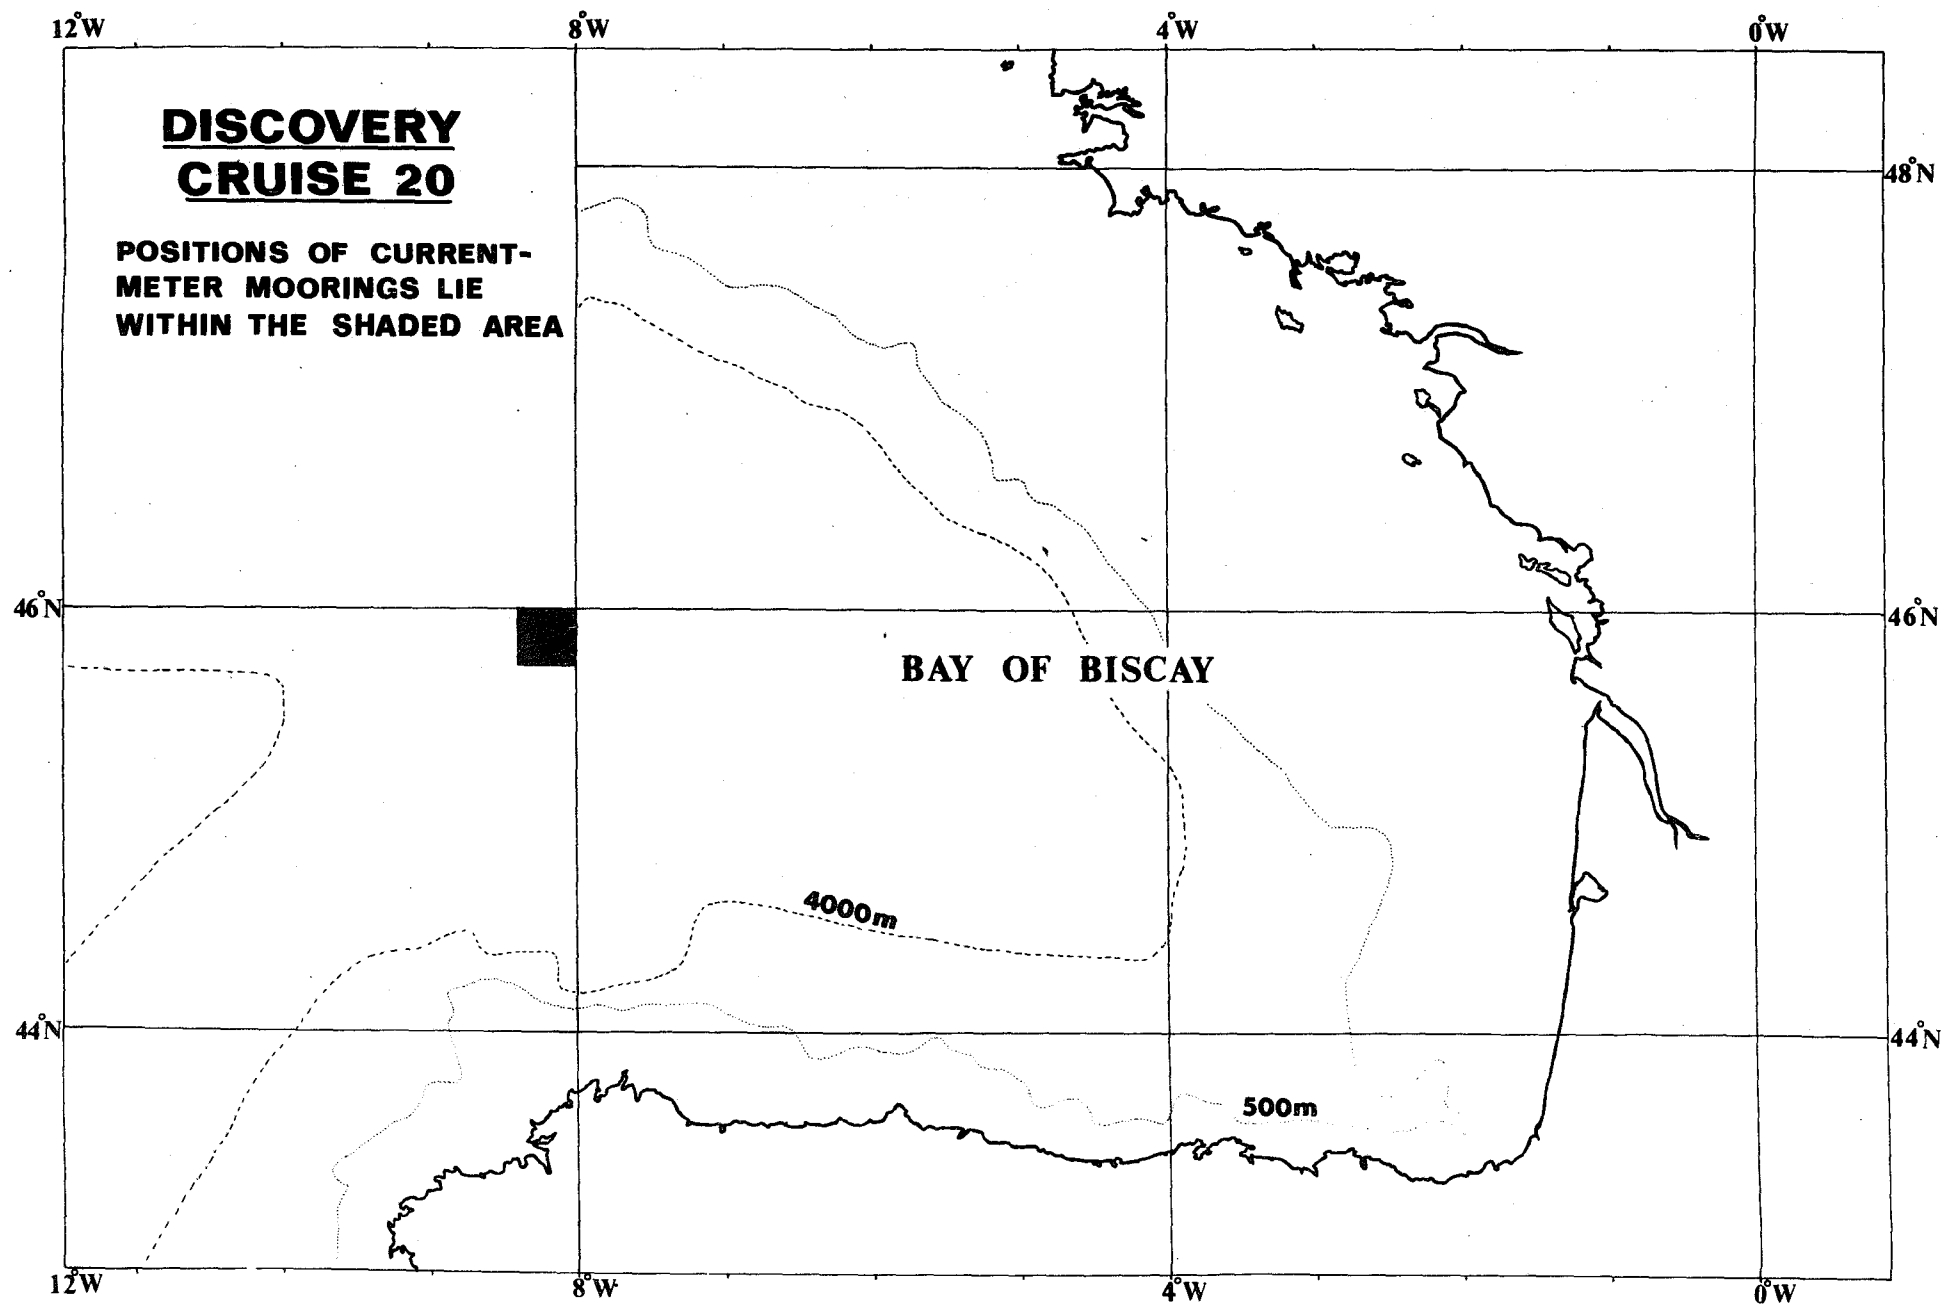 12°W 8°W 4°W 0°W
DISCOVERY
CRUISE 20
48°N
POSITIONS OF CURRENT-
METER MOORINGS LIE
WITHIN THE SHADED AREA
46°N 46°N
BAY OF BISCAY
4000m
44°N 44°N
500m
12°W 8°W 4°W 0°W